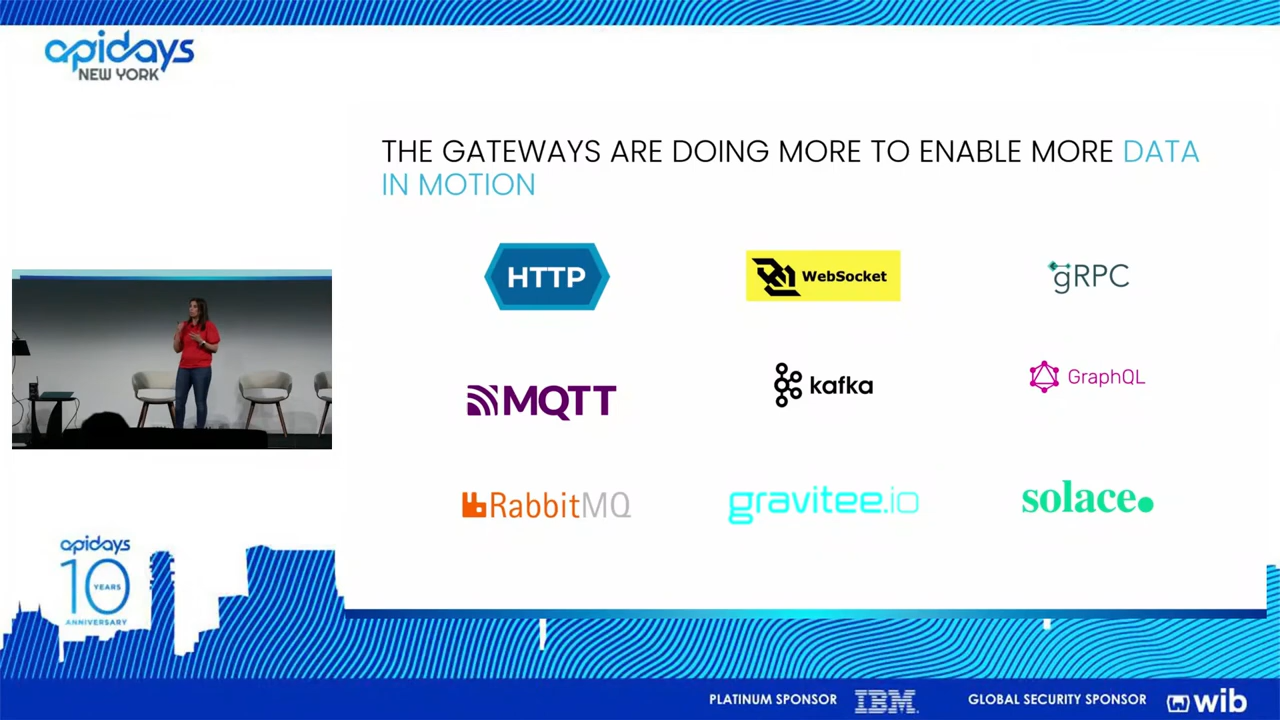 apidays
NEW YORK
THE GATEWAYS ARE DOING MORE TO ENABLE MORE DATA
IN MOTION
HTTP
WebSocket
gRPC
MQTT
kafka
GraphQL
RabbitMQ
gravitee.io
solace.
apidays
10
YEARS
ANNIVERSARY
PLATINUM SPONSOR IBM GLOBAL SECURITY SPONSOR wib